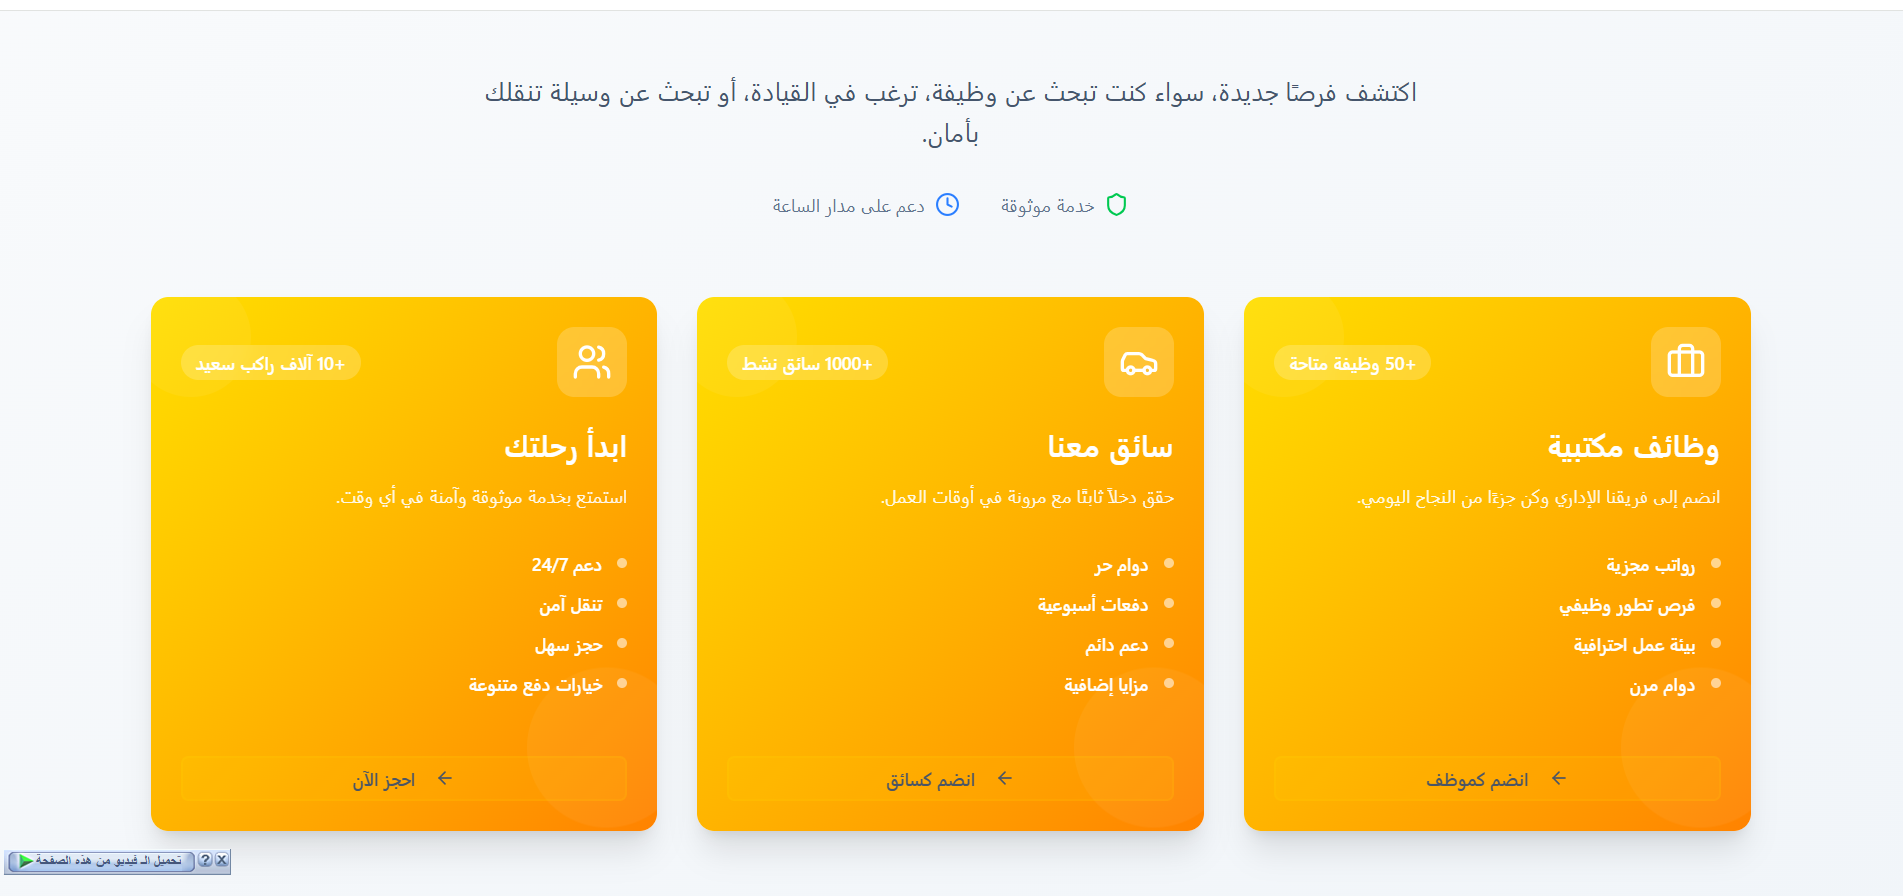 اكتشف فرصًا جديدة، سواء كنت تبحث عن وظيفة، ترغب في القيادة، أو تبحث عن وسيلة تنقلك
بأمان.
خدمة موثوقة
دعم على مدار الساعة
+50 وظيفة متاحة
وظائف مكتبية
انضم إلى فريقنا الإداري وكن جزءًا من النجاح اليومي.
رواتب مجزية
فرص تطور وظيفي
بيئة عمل احترافية
دوام مرن
انضم كموظف
+1000 سائق نشط
سائق معنا
حقق دخلاً ثابتًا مع مرونة في أوقات العمل.
دوام حر
دفعات أسبوعية
دعم دائم
مزايا إضافية
انضم كسائق
+10 آلاف راكب سعيد
ابدأ رحلتك
استمتع بخدمة موثوقة وآمنة في أي وقت.
دعم 24/7
تنقل آمن
حجز سهل
خيارات دفع متنوعة
احجز الآن
تحميل الـ فيديو من هذه الصفحة ? X